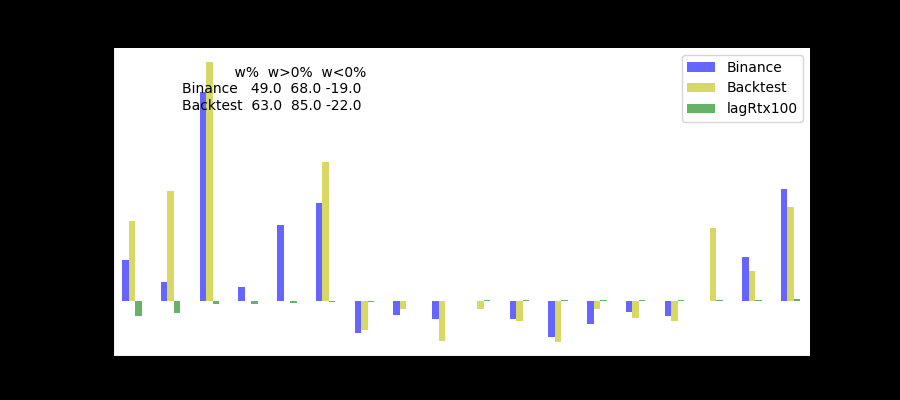 w% w>0% w<0%
Binance 49.0 68.0 -19.0
Backtest 63.0 85.0 -22.0
Binance
Backtest
lagRtx100